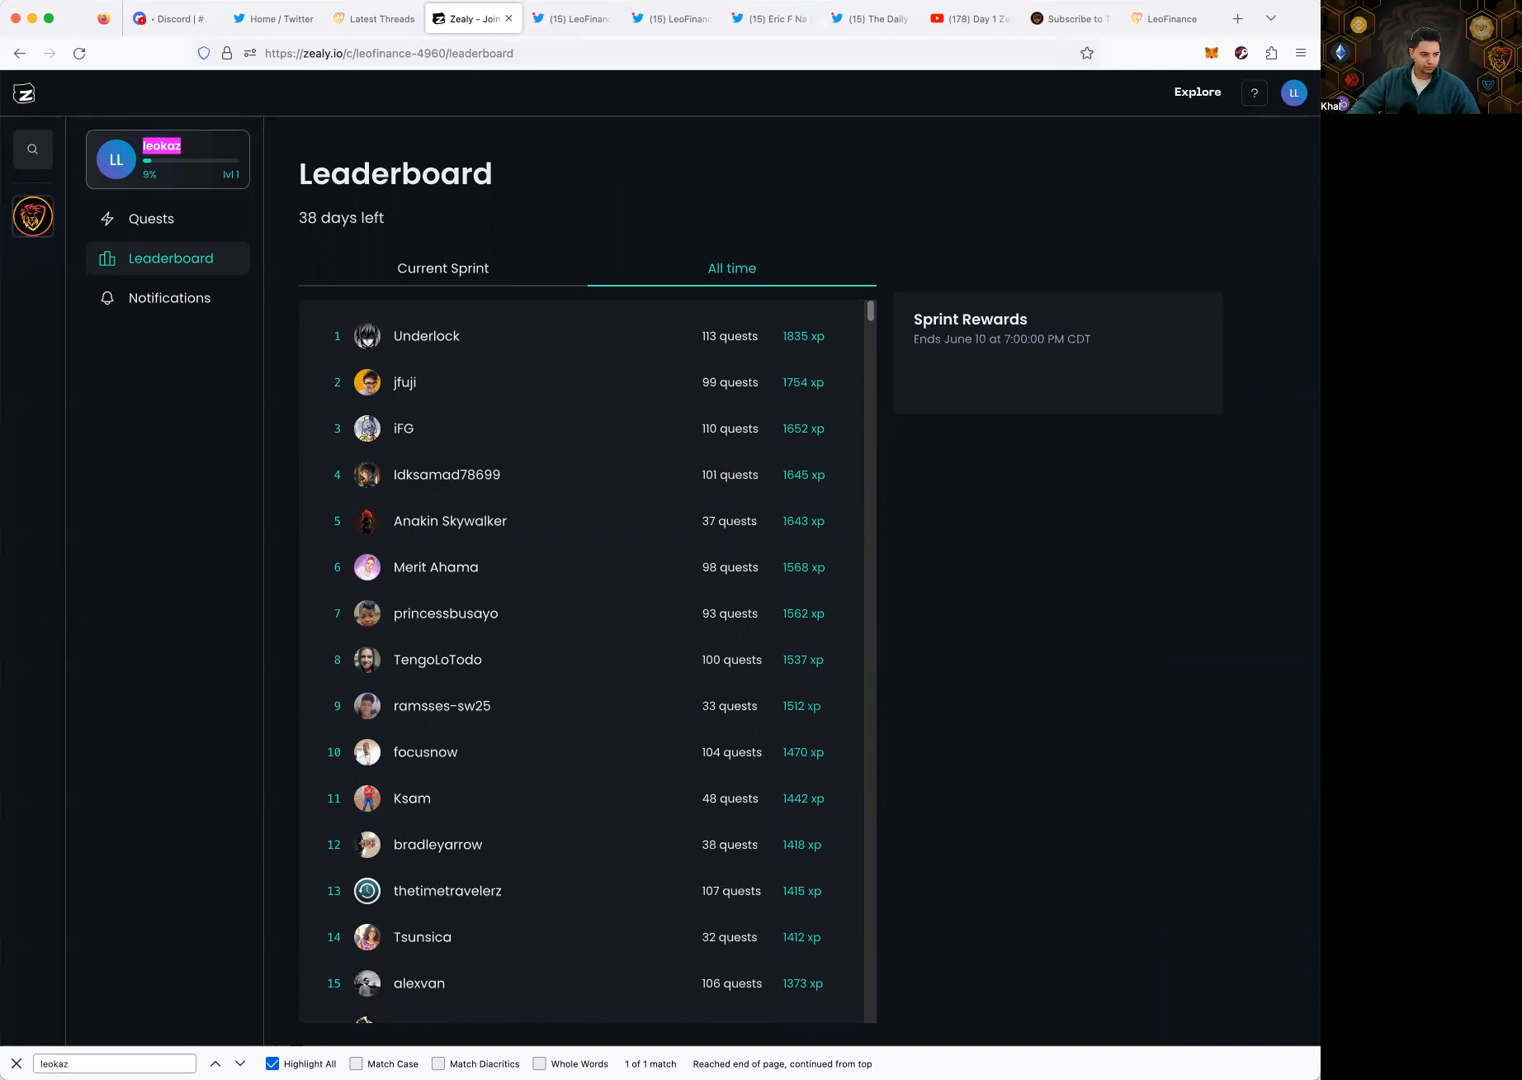 • Discord | #
Home / Twitter
Latest Threads
Zealy - Join
(15) LeoFinanc
(15) LeoFinanc
(15) Eric F Na
(15) The Daily
(178) Day 1 Ze
Subscribe to T
LeoFinance
https://zealy.io/c/leofinance-4960/leaderboard
Explore
?
LL
leokaz
LL
9%
lvl 1
Quests
Leaderboard
Notifications
Leaderboard
38 days left
Current Sprint
All time
1 Underlock 113 quests 1835 xp
2 jfuji 99 quests 1754 xp
3 iFG 110 quests 1652 xp
4 Idksamad78699 101 quests 1645 xp
5 Anakin Skywalker 37 quests 1643 xp
6 Merit Ahama 98 quests 1568 xp
7 princessbusayo 93 quests 1562 xp
8 TengoLoTodo 100 quests 1537 xp
9 ramsses-sw25 33 quests 1512 xp
10 focusnow 104 quests 1470 xp
11 Ksam 48 quests 1442 xp
12 bradleyarrow 38 quests 1418 xp
13 thetimetravelerz 107 quests 1415 xp
14 Tsunsica 32 quests 1412 xp
15 alexvan 106 quests 1373 xp
Sprint Rewards
Ends June 10 at 7:00:00 PM CDT
leokaz
Highlight All
Match Case
Match Diacritics
Whole Words
1 of 1 match
Reached end of page, continued from top
Khal